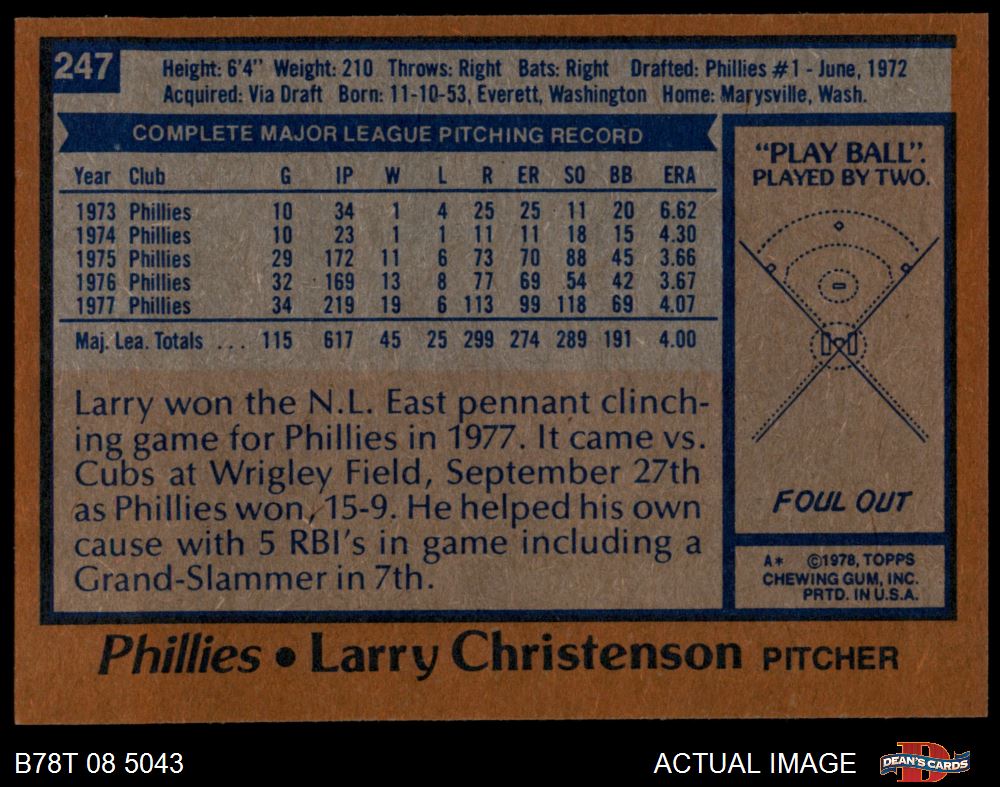 247
Height: 6'4" Weight: 210 Throws: Right Bats: Right Drafted: Phillies #1 - June, 1972
Acquired: Via Draft Born: 11-10-53, Everett, Washington Home: Marysville, Wash.
COMPLETE MAJOR LEAGUE PITCHING RECORD
Year Club G IP W L R ER SO BB ERA
1973 Phillies 10 34 1 4 25 25 11 20 6.62
1974 Phillies 10 23 1 1 11 11 18 15 4.30
1975 Phillies 29 172 11 6 73 70 88 45 3.66
1976 Phillies 32 169 13 8 77 69 54 42 3.67
1977 Phillies 34 219 19 6 113 99 118 69 4.07
Maj. Lea. Totals ... 115 617 45 25 299 274 289 191 4.00
Larry won the N.L. East pennant clinch-
ing game for Phillies in 1977. It came vs.
Cubs at Wrigley Field, September 27th
as Phillies won, 15-9. He helped his own
cause with 5 RBI's in game including a
Grand-Slammer in 7th.
"PLAY BALL".
PLAYED BY TWO.
FOUL OUT
A* ©1978, TOPPS
CHEWING GUM, INC.
PRTD. IN U.S.A.
Phillies • Larry Christenson PITCHER
B78T 08 5043
ACTUAL IMAGE
D
DEAN'S CARDS